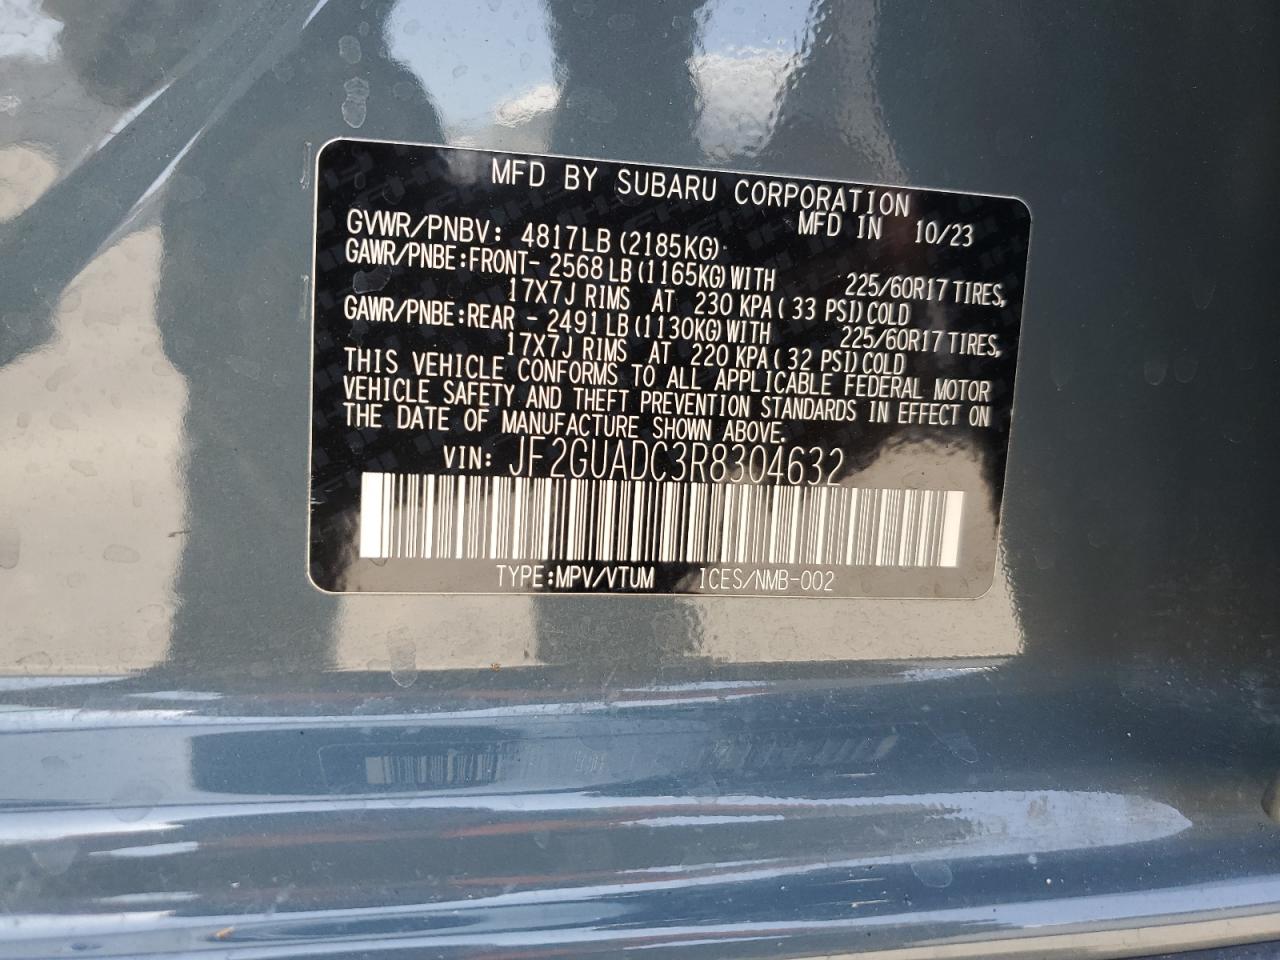 MFD BY SUBARU CORPORATION
MFD IN 10/23
GVWR/PNBV: 4817LB(2185KG)
GAWR/PNBE:FRONT- 2568LB(1165KG)WITH 225/60R17 TIRES,
17X7J RIMS AT 230 KPA(33 PSI)COLD
GAWR/PNBE:REAR - 2491LB(1130KG)WITH 225/60R17 TIRES,
17X7J RIMS AT 220 KPA(32 PSI)COLD
THIS VEHICLE CONFORMS TO ALL APPLICABLE FEDERAL MOTOR
VEHICLE SAFETY AND THEFT PREVENTION STANDARDS IN EFFECT ON
THE DATE OF MANUFACTURE SHOWN ABOVE.
VIN: JF2GUADC3R8304632
TYPE:MPV/VTUM ICES/NMB-002